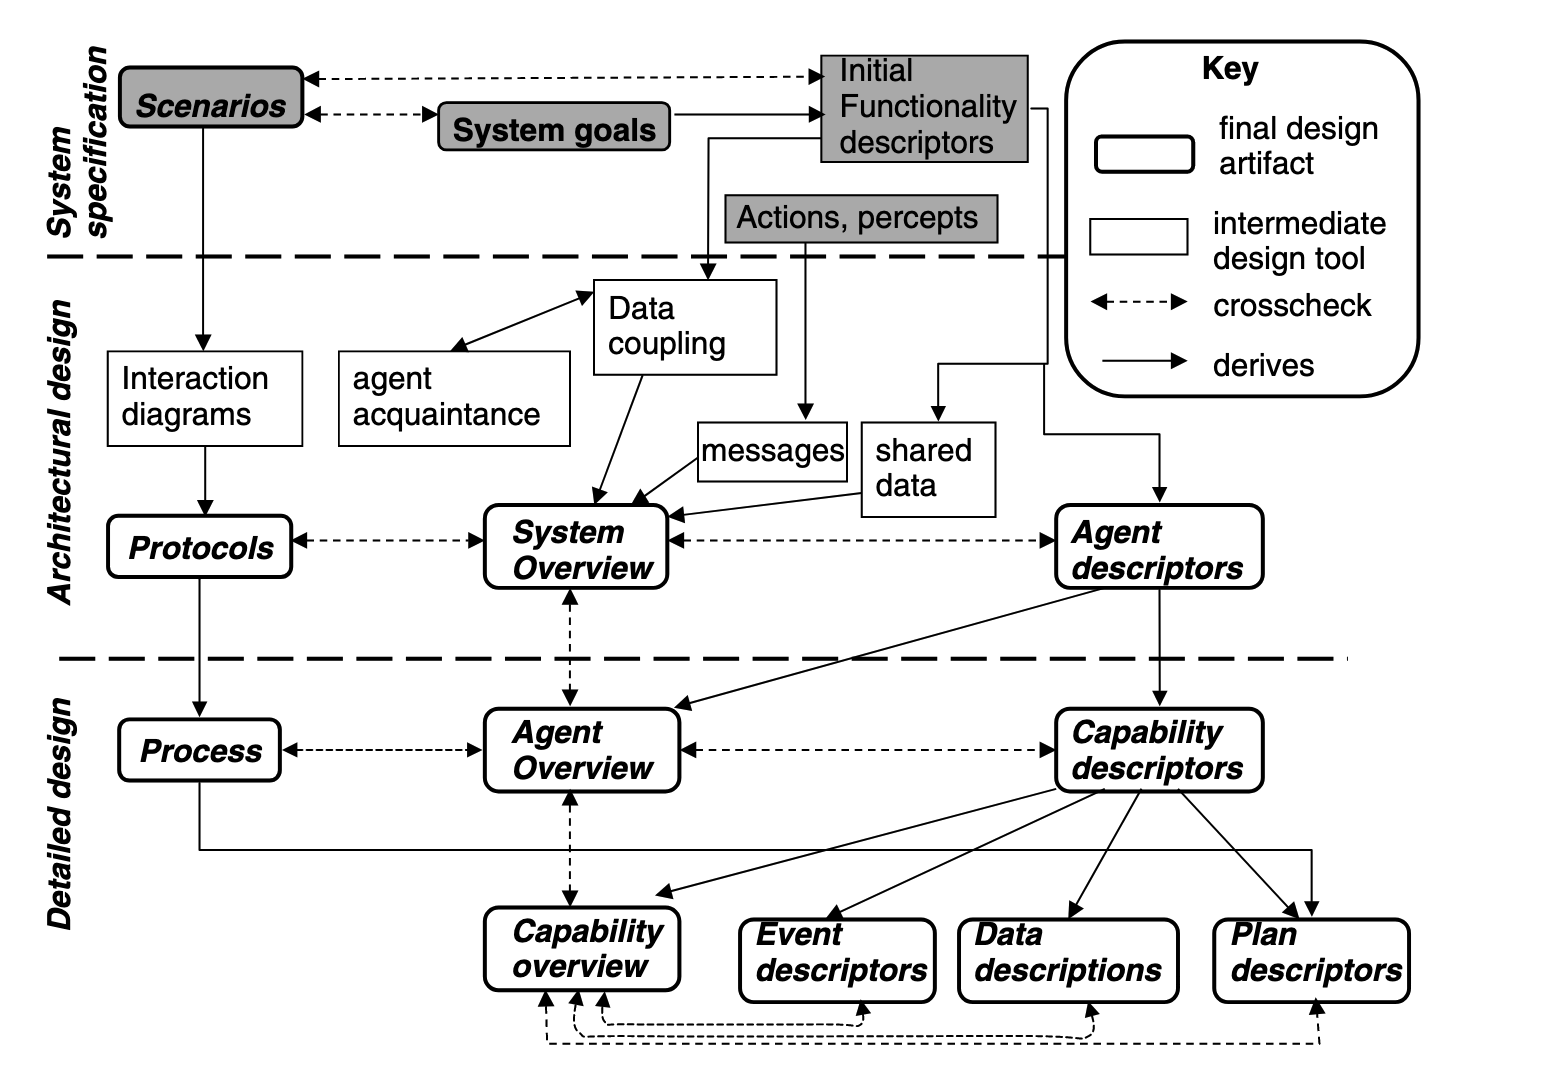 System
specification
Scenarios
System goals
Initial
Functionality
descriptors
Actions, percepts
Key
final design
artifact
intermediate
design tool
crosscheck
derives
Architectural design
Interaction
diagrams
agent
acquaintance
Data
coupling
messages
shared
data
Protocols
System
Overview
Agent
descriptors
Detailed design
Process
Agent
Overview
Capability
descriptors
Capability
overview
Event
descriptors
Data
descriptions
Plan
descriptors